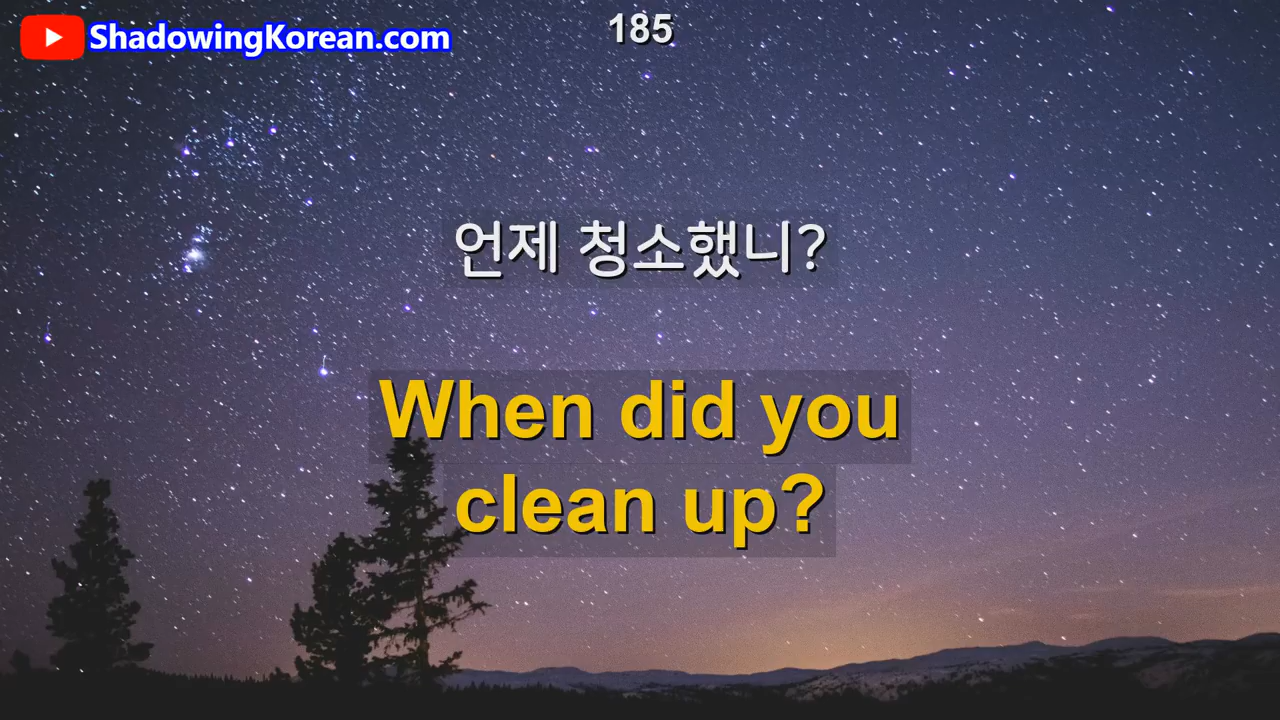 ShadowingKorean.com
185
언제 청소했니?
When did you
clean up?